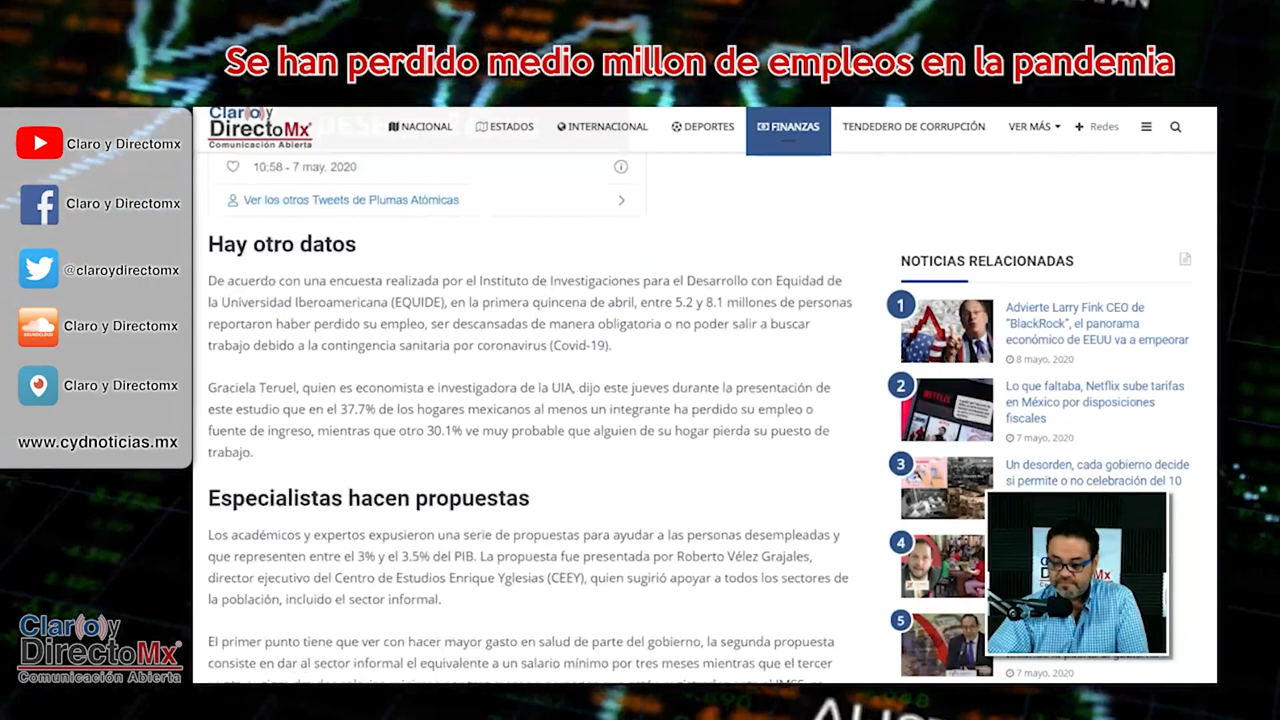 Se han perdido medio millon de empleos en la pandemia
Claro y Directomx
Claro y Directomx
@claroydirectomx
Claro y Directomx
Claro y Directomx
www.cydnoticias.mx
Claro y
DirectoMx
Comunicación Abierta
NACIONAL ESTADOS INTERNACIONAL DEPORTES FINANZAS TENDEDERO DE CORRUPCIÓN VER MÁS Redes
10:58 - 7 may. 2020
Ver los otros Tweets de Plumas Atómicas
Hay otro datos
De acuerdo con una encuesta realizada por el Instituto de Investigaciones para el Desarrollo con Equidad de
la Universidad Iberoamericana (EQUIDE), en la primera quincena de abril, entre 5.2 y 8.1 millones de personas
reportaron haber perdido su empleo, ser descansadas de manera obligatoria o no poder salir a buscar
trabajo debido a la contingencia sanitaria por coronavirus (Covid-19).
Graciela Teruel, quien es economista e investigadora de la UIA, dijo este jueves durante la presentación de
este estudio que en el 37.7% de los hogares mexicanos al menos un integrante ha perdido su empleo o
fuente de ingreso, mientras que otro 30.1% ve muy probable que alguien de su hogar pierda su puesto de
trabajo.
Especialistas hacen propuestas
Los académicos y expertos expusieron una serie de propuestas para ayudar a las personas desempleadas y
que representen entre el 3% y el 3.5% del PIB. La propuesta fue presentada por Roberto Vélez Grajales,
director ejecutivo del Centro de Estudios Enrique Yglesias (CEEY), quien sugirió apoyar a todos los sectores de
la población, incluido el sector informal.
El primer punto tiene que ver con hacer mayor gasto en salud de parte del gobierno, la segunda propuesta
consiste en dar al sector informal el equivalente a un salario mínimo por tres meses mientras que el tercer
NOTICIAS RELACIONADAS
1
Advierte Larry Fink CEO de
"BlackRock", el panorama
económico de EEUU va a empeorar
8 mayo, 2020
2
NETFLIX
Lo que faltaba, Netflix sube tarifas
en México por disposiciones
fiscales
7 mayo, 2020
3
Un desorden, cada gobierno decide
si permite o no celebración del 10
4
5
7 mayo, 2020
Claro y
DirectoMx
Comunicación Abierta